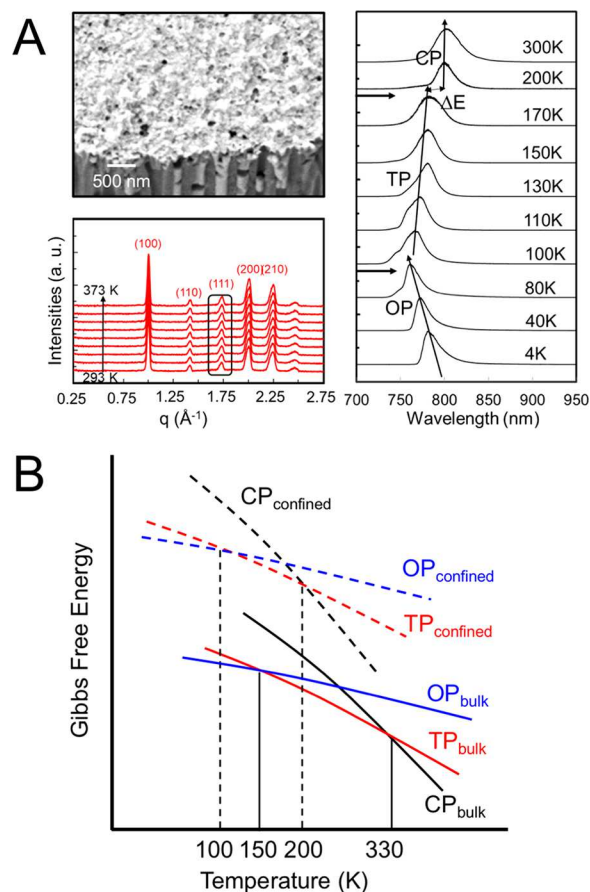 A
500 nm
Intensities (a. u.)
(100)
(110)
(111)
(200)
(210)
373 K
293 K
0.25 0.75 1.25 1.75 2.25 2.75
q (Å-1)
CP
ΔE
TP
OP
300K
200K
170K
150K
130K
110K
100K
80K
40K
4K
700 750 800 850 900 950
Wavelength (nm)
B
Gibbs Free Energy
CPconfined
OPconfined
TPconfined
OPbulk
TPbulk
CPbulk
100 150 200 330
Temperature (K)